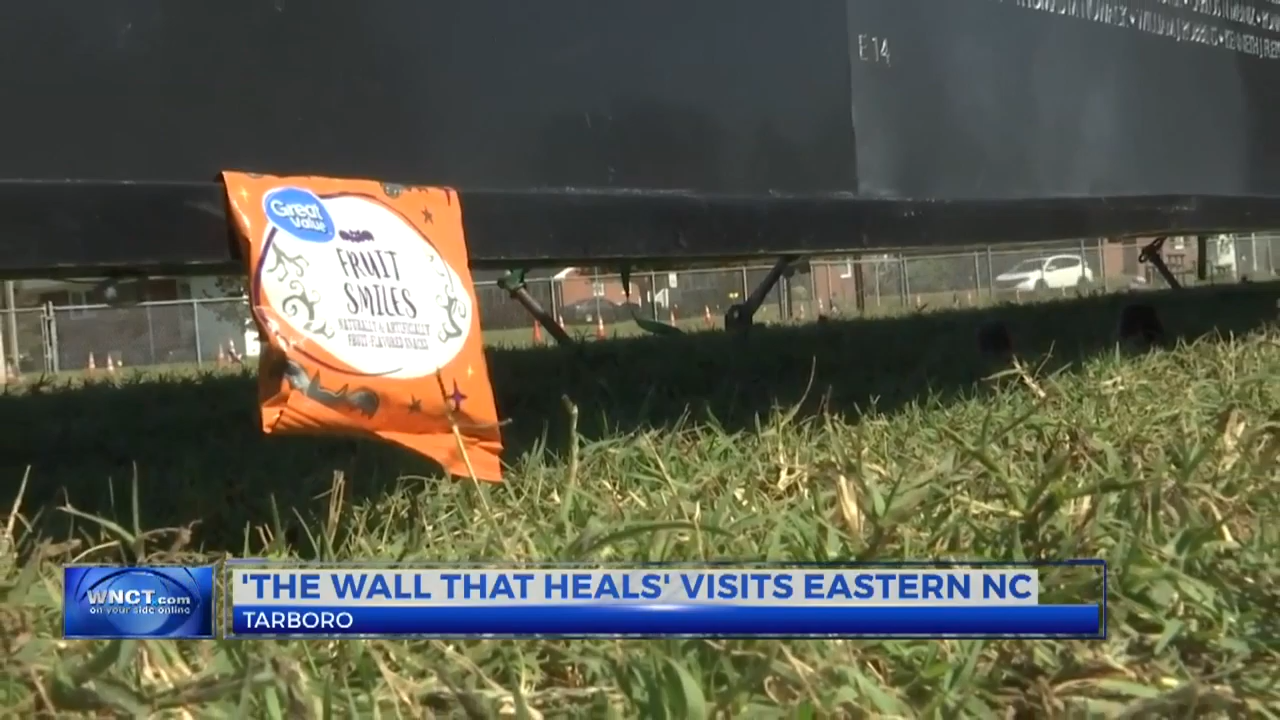 E 14
Great
Value
FRUIT
SMILES
NATURALLY & ARTIFICIALLY
FRUIT FLAVORED SNACKS
WNCT.com
on your side online
'THE WALL THAT HEALS' VISITS EASTERN NC
TARBORO